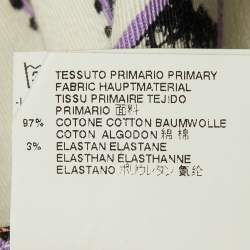 TESSUTO PRIMARIO PRIMARY
FABRIC HAUPTMATERIAL
TISSU PRIMAIRE TEJIDO
PRIMARIO 面料
97% COTONE COTTON BAUMWOLLE
COTON ALGODON 綿 棉
3% ELASTAN ELASTANE
ELASTHAN ELASTHANNE
ELASTANO ポリウレタン 氨纶